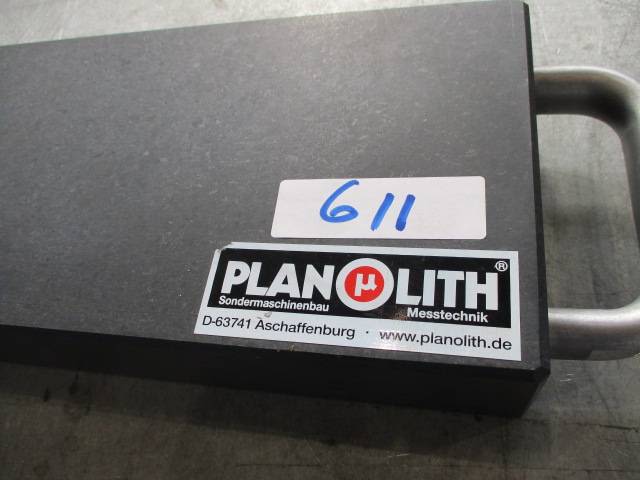 611
PLANµLITH®
Sondermaschinenbau Messtechnik
D-63741 Aschaffenburg · www.planolith.de